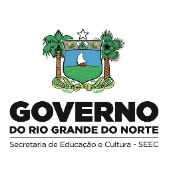 GOVERNO
DO RIO GRANDE DO NORTE
Secretaria de Educação e Cultura - SEEC